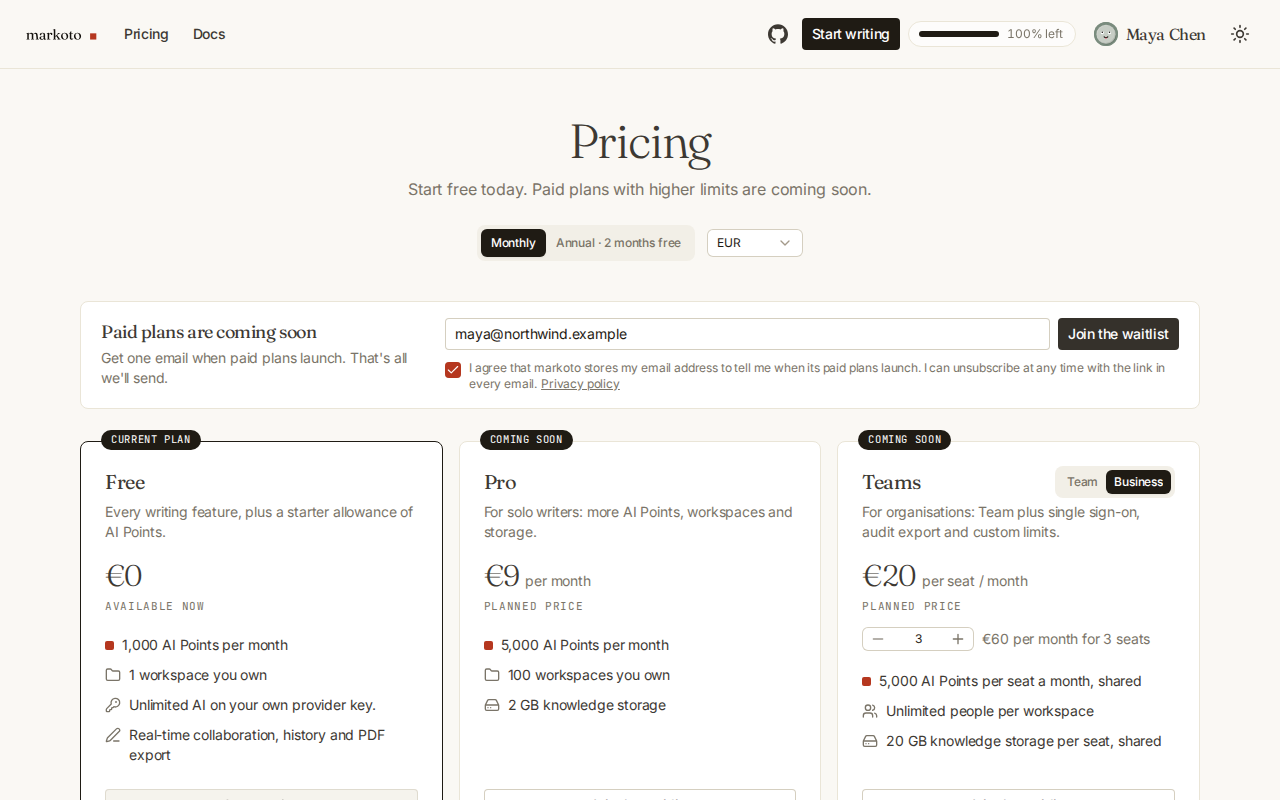 markoto
Pricing
Docs
Start writing
100% left
Maya Chen
Pricing
Start free today. Paid plans with higher limits are coming soon.
Monthly
Annual · 2 months free
EUR
Paid plans are coming soon
Get one email when paid plans launch. That's all
we'll send.
maya@northwind.example
Join the waitlist
I agree that markoto stores my email address to tell me when its paid plans launch. I can unsubscribe at any time with the link in
every email. Privacy policy
CURRENT PLAN
Free
Every writing feature, plus a starter allowance of
AI Points.
€0
AVAILABLE NOW
1,000 AI Points per month
1 workspace you own
Unlimited AI on your own provider key.
Real-time collaboration, history and PDF
export
COMING SOON
Pro
For solo writers: more AI Points, workspaces and
storage.
€9 per month
PLANNED PRICE
5,000 AI Points per month
100 workspaces you own
2 GB knowledge storage
COMING SOON
Teams
Team
Business
For organisations: Team plus single sign-on,
audit export and custom limits.
€20 per seat / month
PLANNED PRICE
3
€60 per month for 3 seats
5,000 AI Points per seat a month, shared
Unlimited people per workspace
20 GB knowledge storage per seat, shared